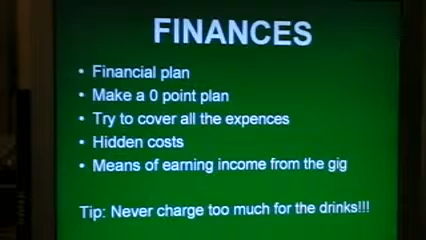 FINANCES
• Financial plan
• Make a 0 point plan
• Try to cover all the expences
• Hidden costs
• Means of earning income from the gig
Tip: Never charge too much for the drinks!!!